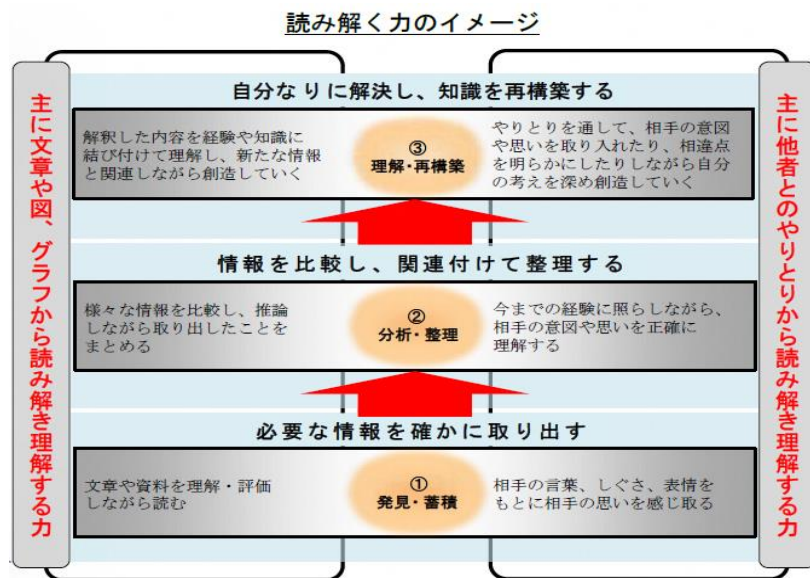 読み解く力のイメージ
主に文章や図、グラフから読み解き理解する力
自分なりに解決し、知識を再構築する
解釈した内容を経験や知識に
結び付けて理解し、新たな情報
と関連しながら創造していく
③
理解・再構築
やりとりを通して、相手の意図
や思いを取り入れたり、相違点
を明らかにしたりしながら自分
の考えを深め創造していく
情報を比較し、関連付けて整理する
様々な情報を比較し、推論
しながら取り出したことを
まとめる
②
分析・整理
今までの経験に照らしながら、
相手の意図や思いを正確に
理解する
必要な情報を確かに取り出す
文章や資料を理解・評価
しながら読む
①
発見・蓄積
相手の言葉、しぐさ、表情を
もとに相手の思いを感じ取る
主に他者とのやりとりから読み解き理解する力